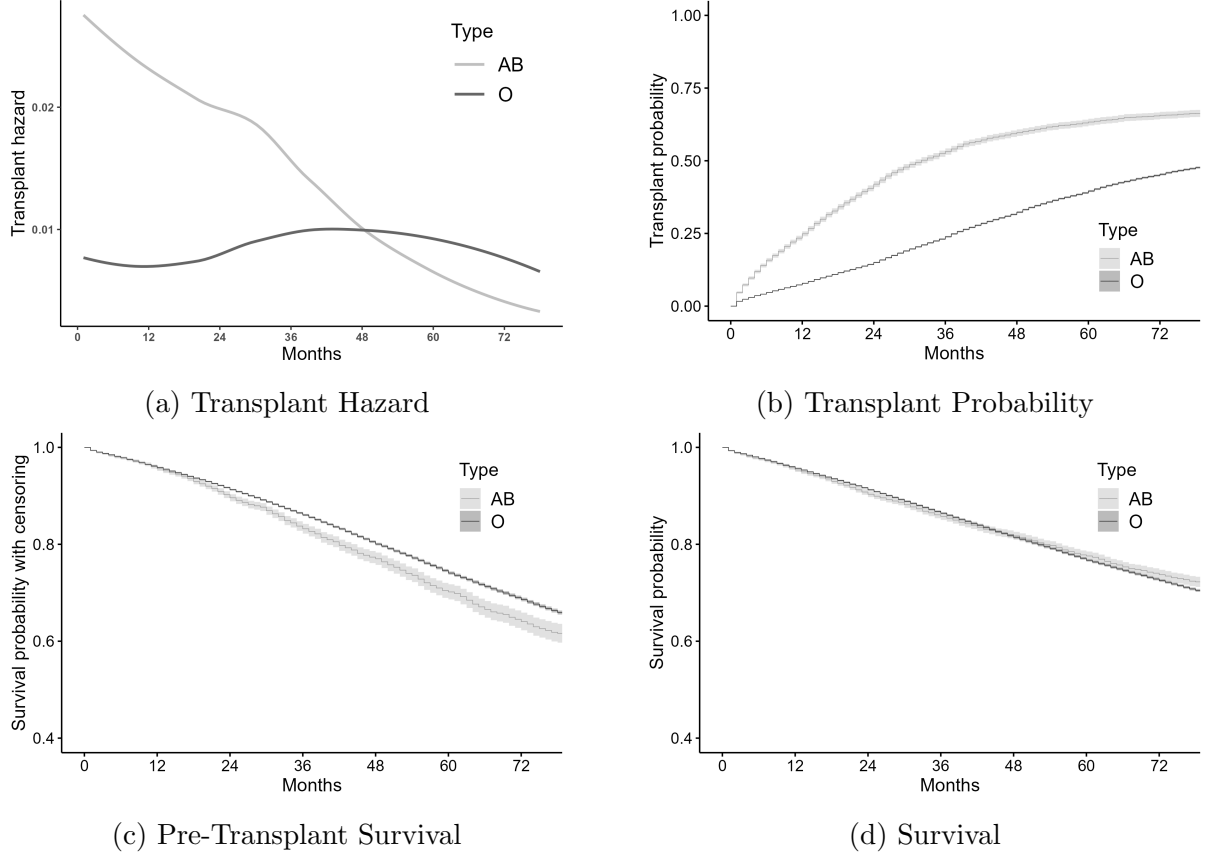 Transplant hazard
0.02
0.01
Type
AB
O
0 12 24 36 48 60 72
Months
(a) Transplant Hazard
Transplant probability
1.00
0.75
0.50
0.25
0.00
Type
AB
O
0 12 24 36 48 60 72
Months
(b) Transplant Probability
Survival probability with censoring
1.0
0.8
0.6
0.4
Type
AB
O
0 12 24 36 48 60 72
Months
(c) Pre-Transplant Survival
Survival probability
1.0
0.8
0.6
0.4
Type
AB
O
0 12 24 36 48 60 72
Months
(d) Survival